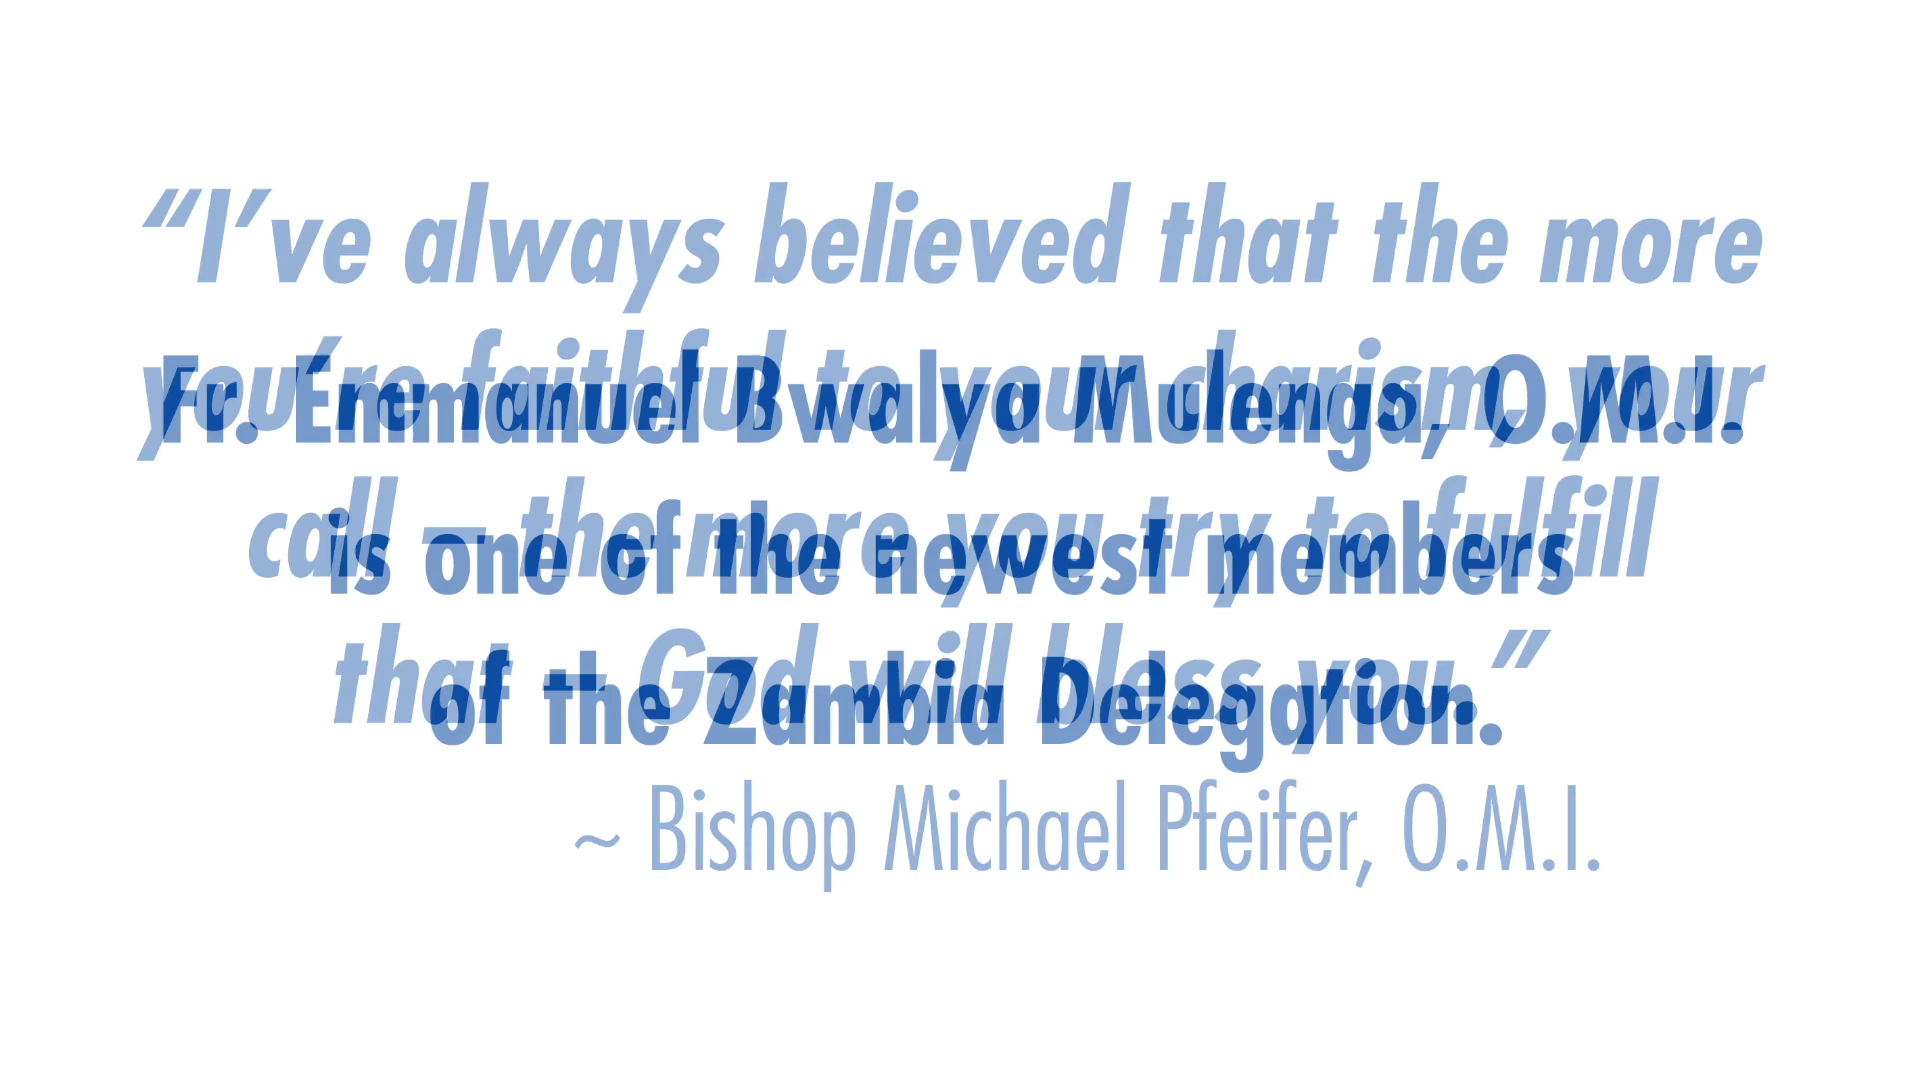 “I’ve always believed that the more
you’re faithful to your charism, your
call – the more you try to fulfill
that – God will bless you.”
~ Bishop Michael Pfeifer, O.M.I.
Fr. Emmanuel Bwalya Mulenga, O.M.I.
is one of the newest members
of the Zambia Delegation.